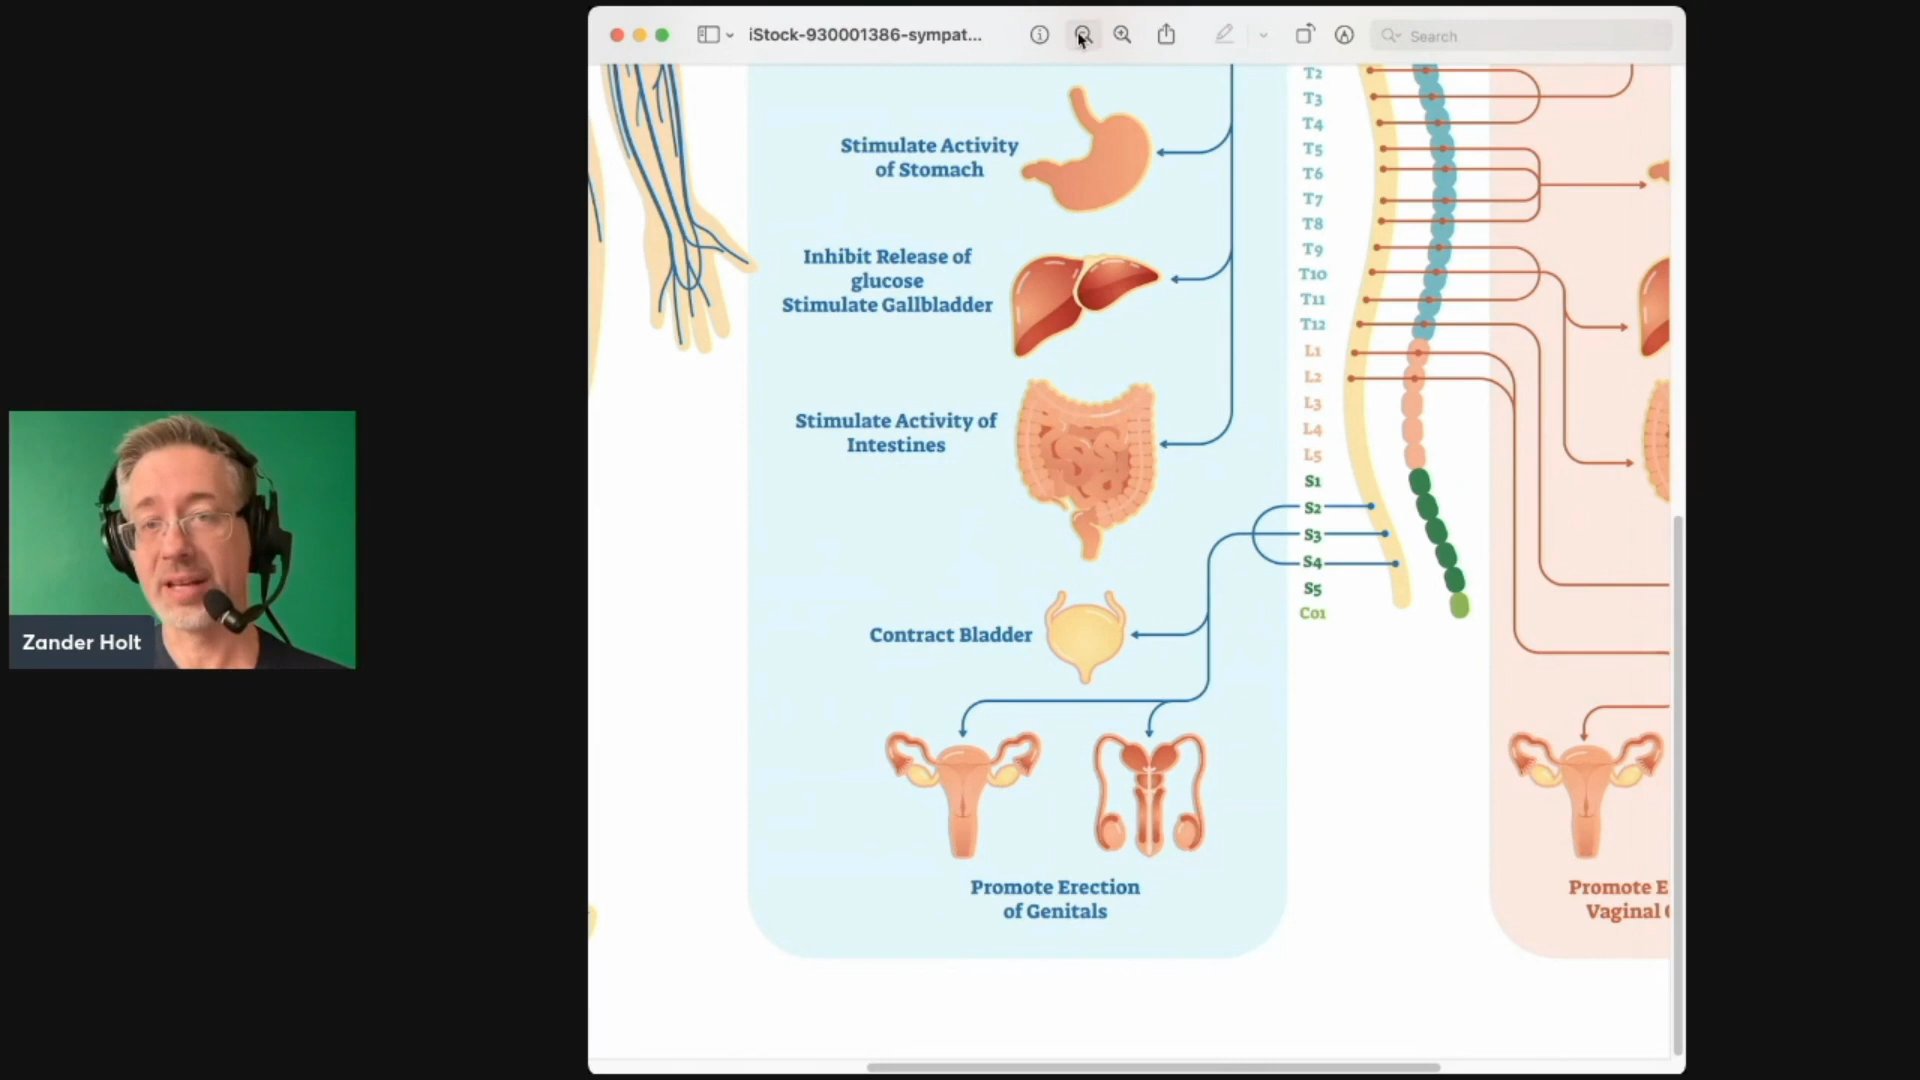 iStock-930001386-sympat...
Search
Stimulate Activity
of Stomach
Inhibit Release of
glucose
Stimulate Gallbladder
Stimulate Activity of
Intestines
Contract Bladder
Promote Erection
of Genitals
T2
T3
T4
T5
T6
T7
T8
T9
T10
T11
T12
L1
L2
L3
L4
L5
S1
S2
S3
S4
S5
Co1
Promote E
Vaginal
Zander Holt